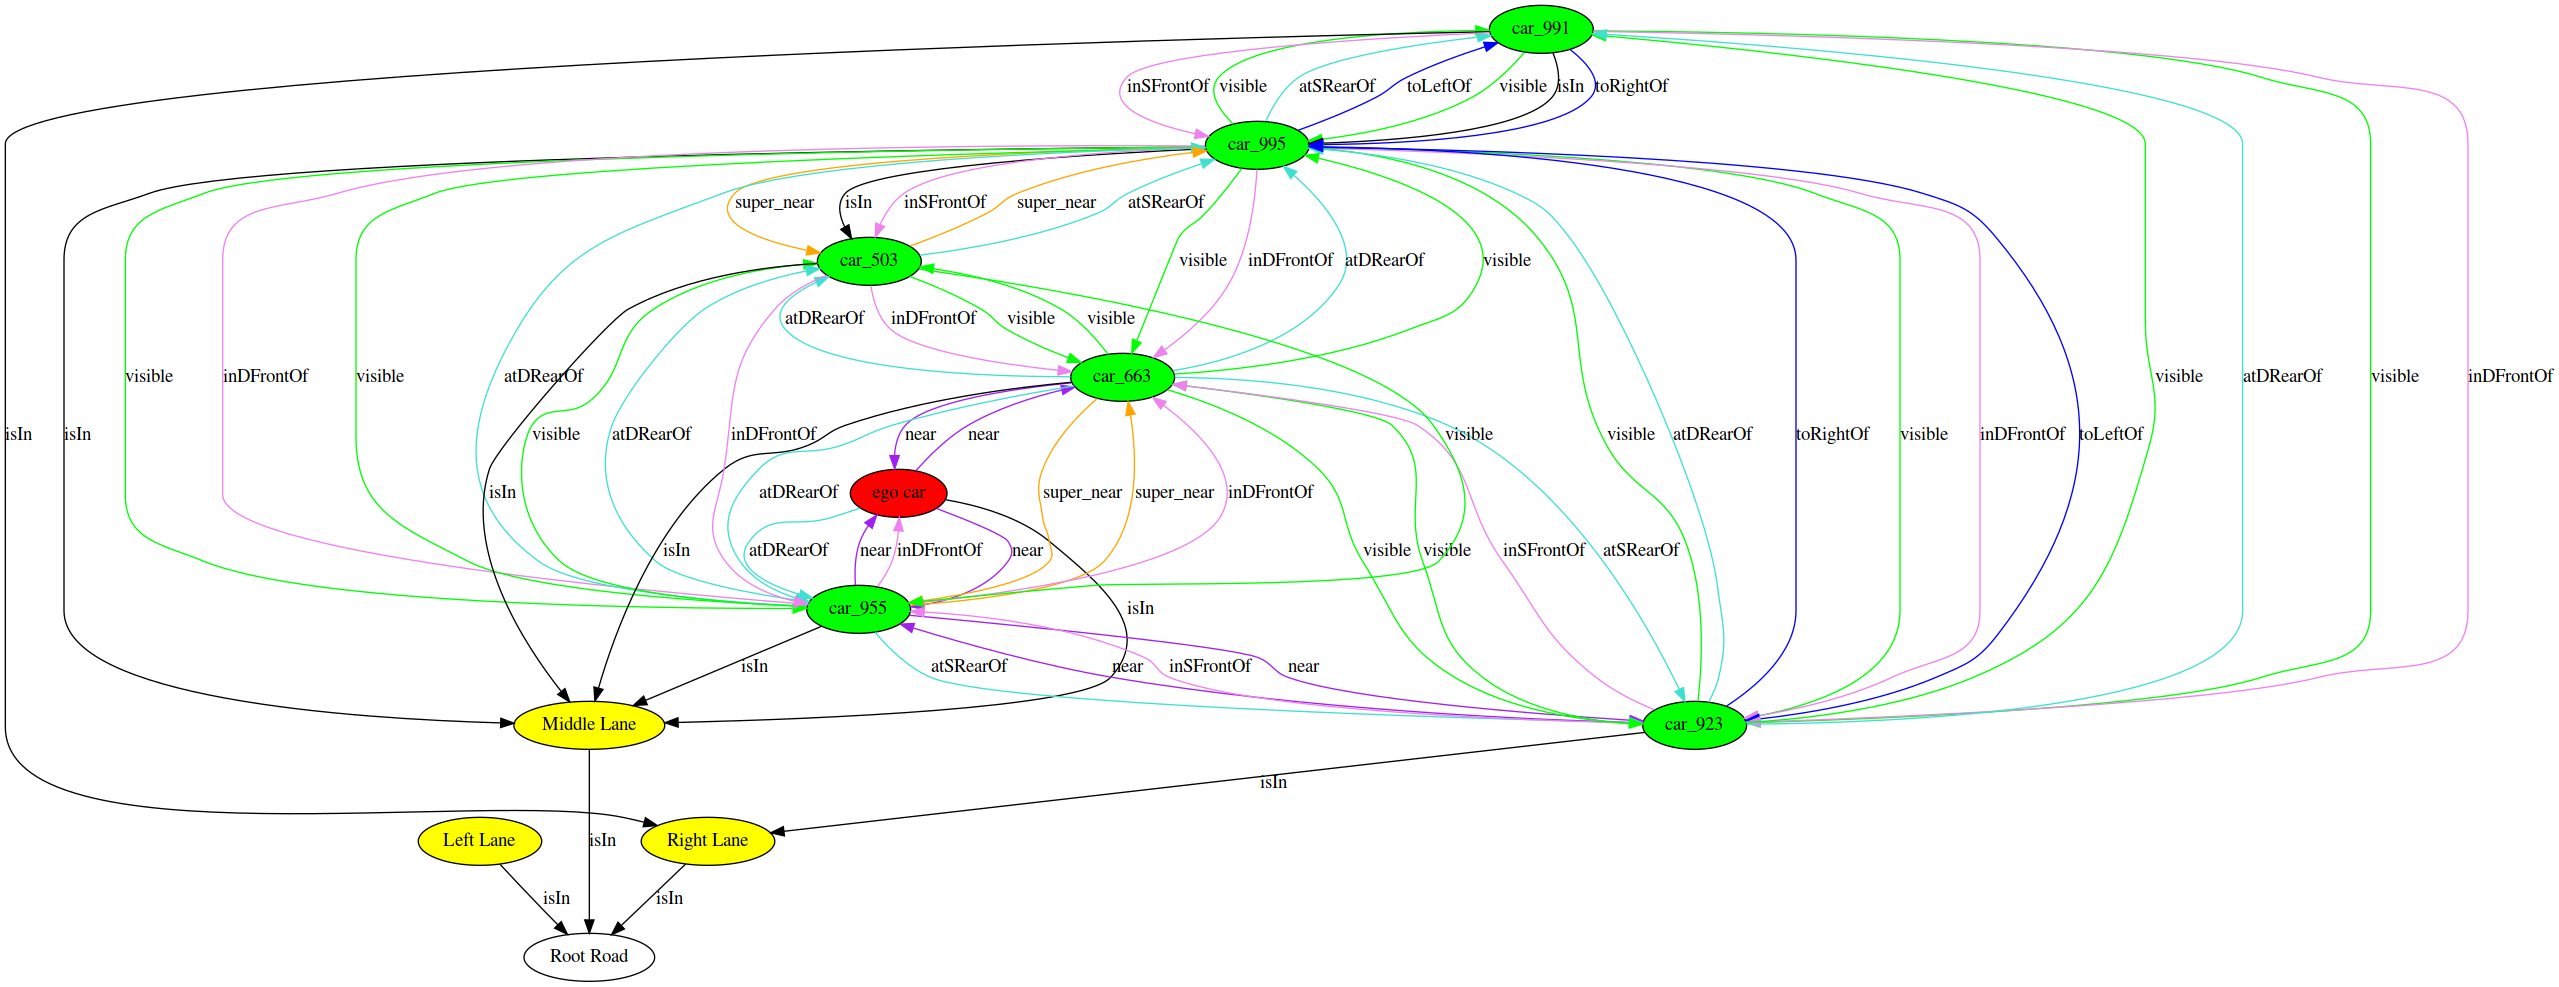 car_991
inSFrontOf visible atSRearOf toLeftOf visible isIn toRightOf
car_995
super_near isIn inSFrontOf super_near atSRearOf
car_503 visible inDFrontOf atDRearOf visible
atDRearOf inDFrontOf visible visible
visible inDFrontOf visible atDRearOf car_663 visible atDRearOf visible inDFrontOf
isIn isIn visible atDRearOf inDFrontOf near near visible visible atDRearOf toRightOf visible inDFrontOf toLeftOf
isIn atDRearOf ego car super_near super_near inDFrontOf
isIn atDRearOf near inDFrontOf near visible visible inSFrontOf atSRearOf
car_955 isIn
isIn atSRearOf near inSFrontOf near
Middle Lane car_923
isIn
Left Lane isIn Right Lane
isIn isIn
Root Road